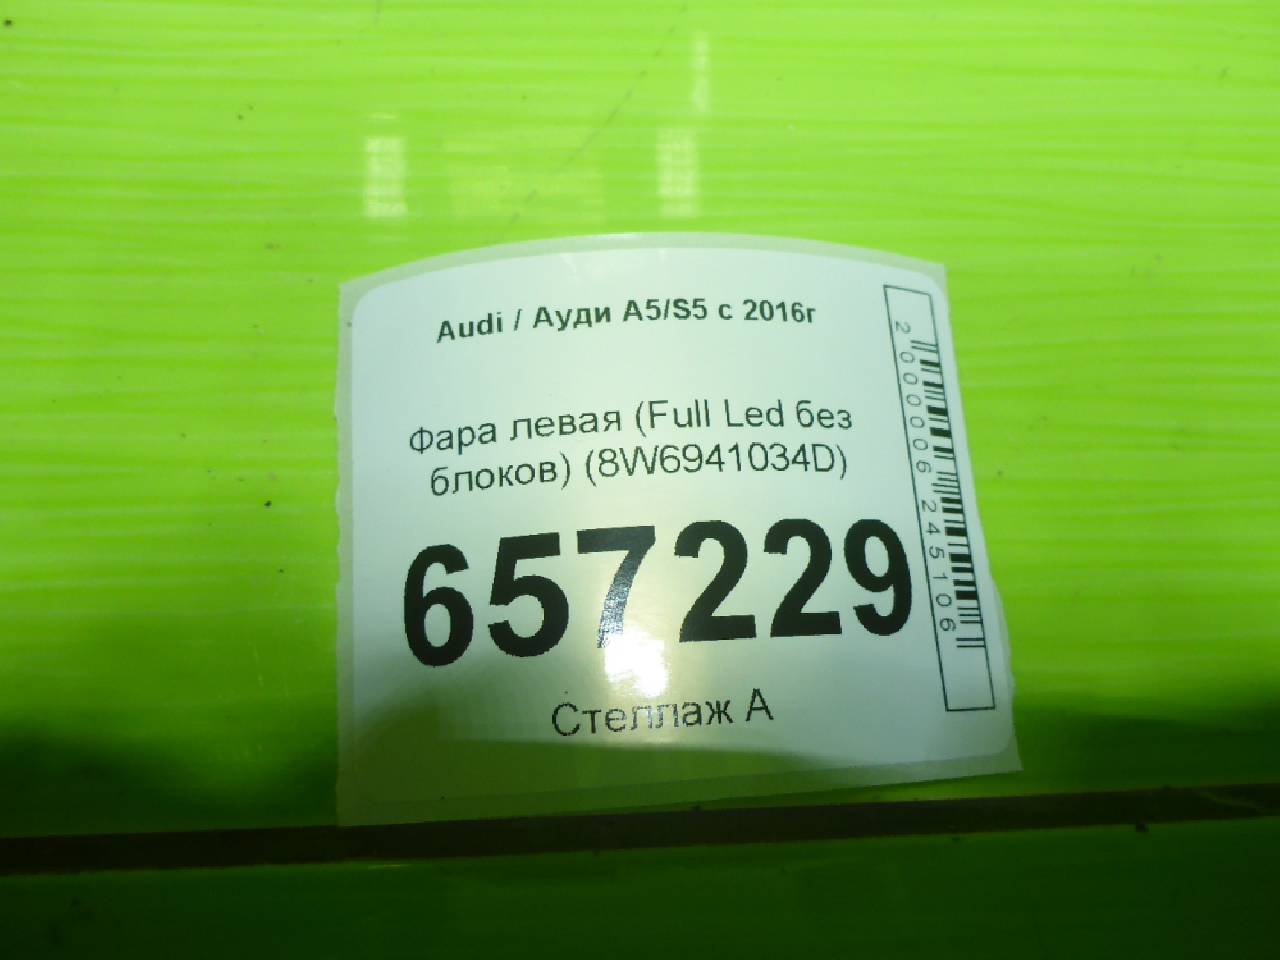 Audi / Ауди A5/S5 с 2016г
Фара левая (Full Led без
блоков) (8W6941034D)
657229
Стеллаж А
2000006245106